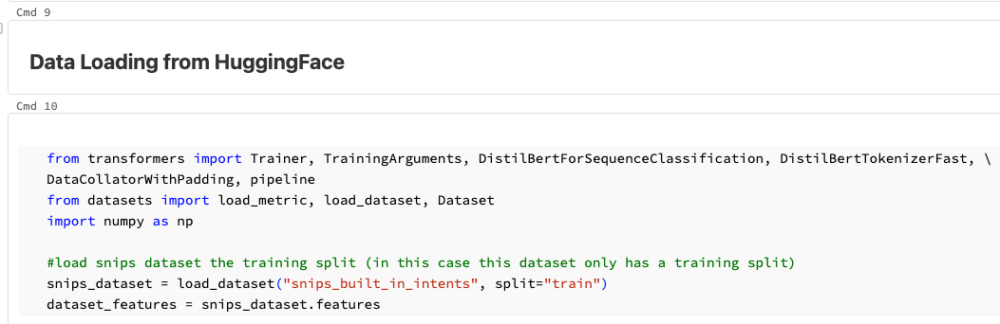 Cmd 9
Data Loading from HuggingFace
Cmd 10
from transformers import Trainer, TrainingArguments, DistilBertForSequenceClassification, DistilBertTokenizerFast, \
DataCollatorWithPadding, pipeline
from datasets import load_metric, load_dataset, Dataset
import numpy as np
#load snips dataset the training split (in this case this dataset only has a training split)
snips_dataset = load_dataset("snips_built_in_intents", split="train")
dataset_features = snips_dataset.features